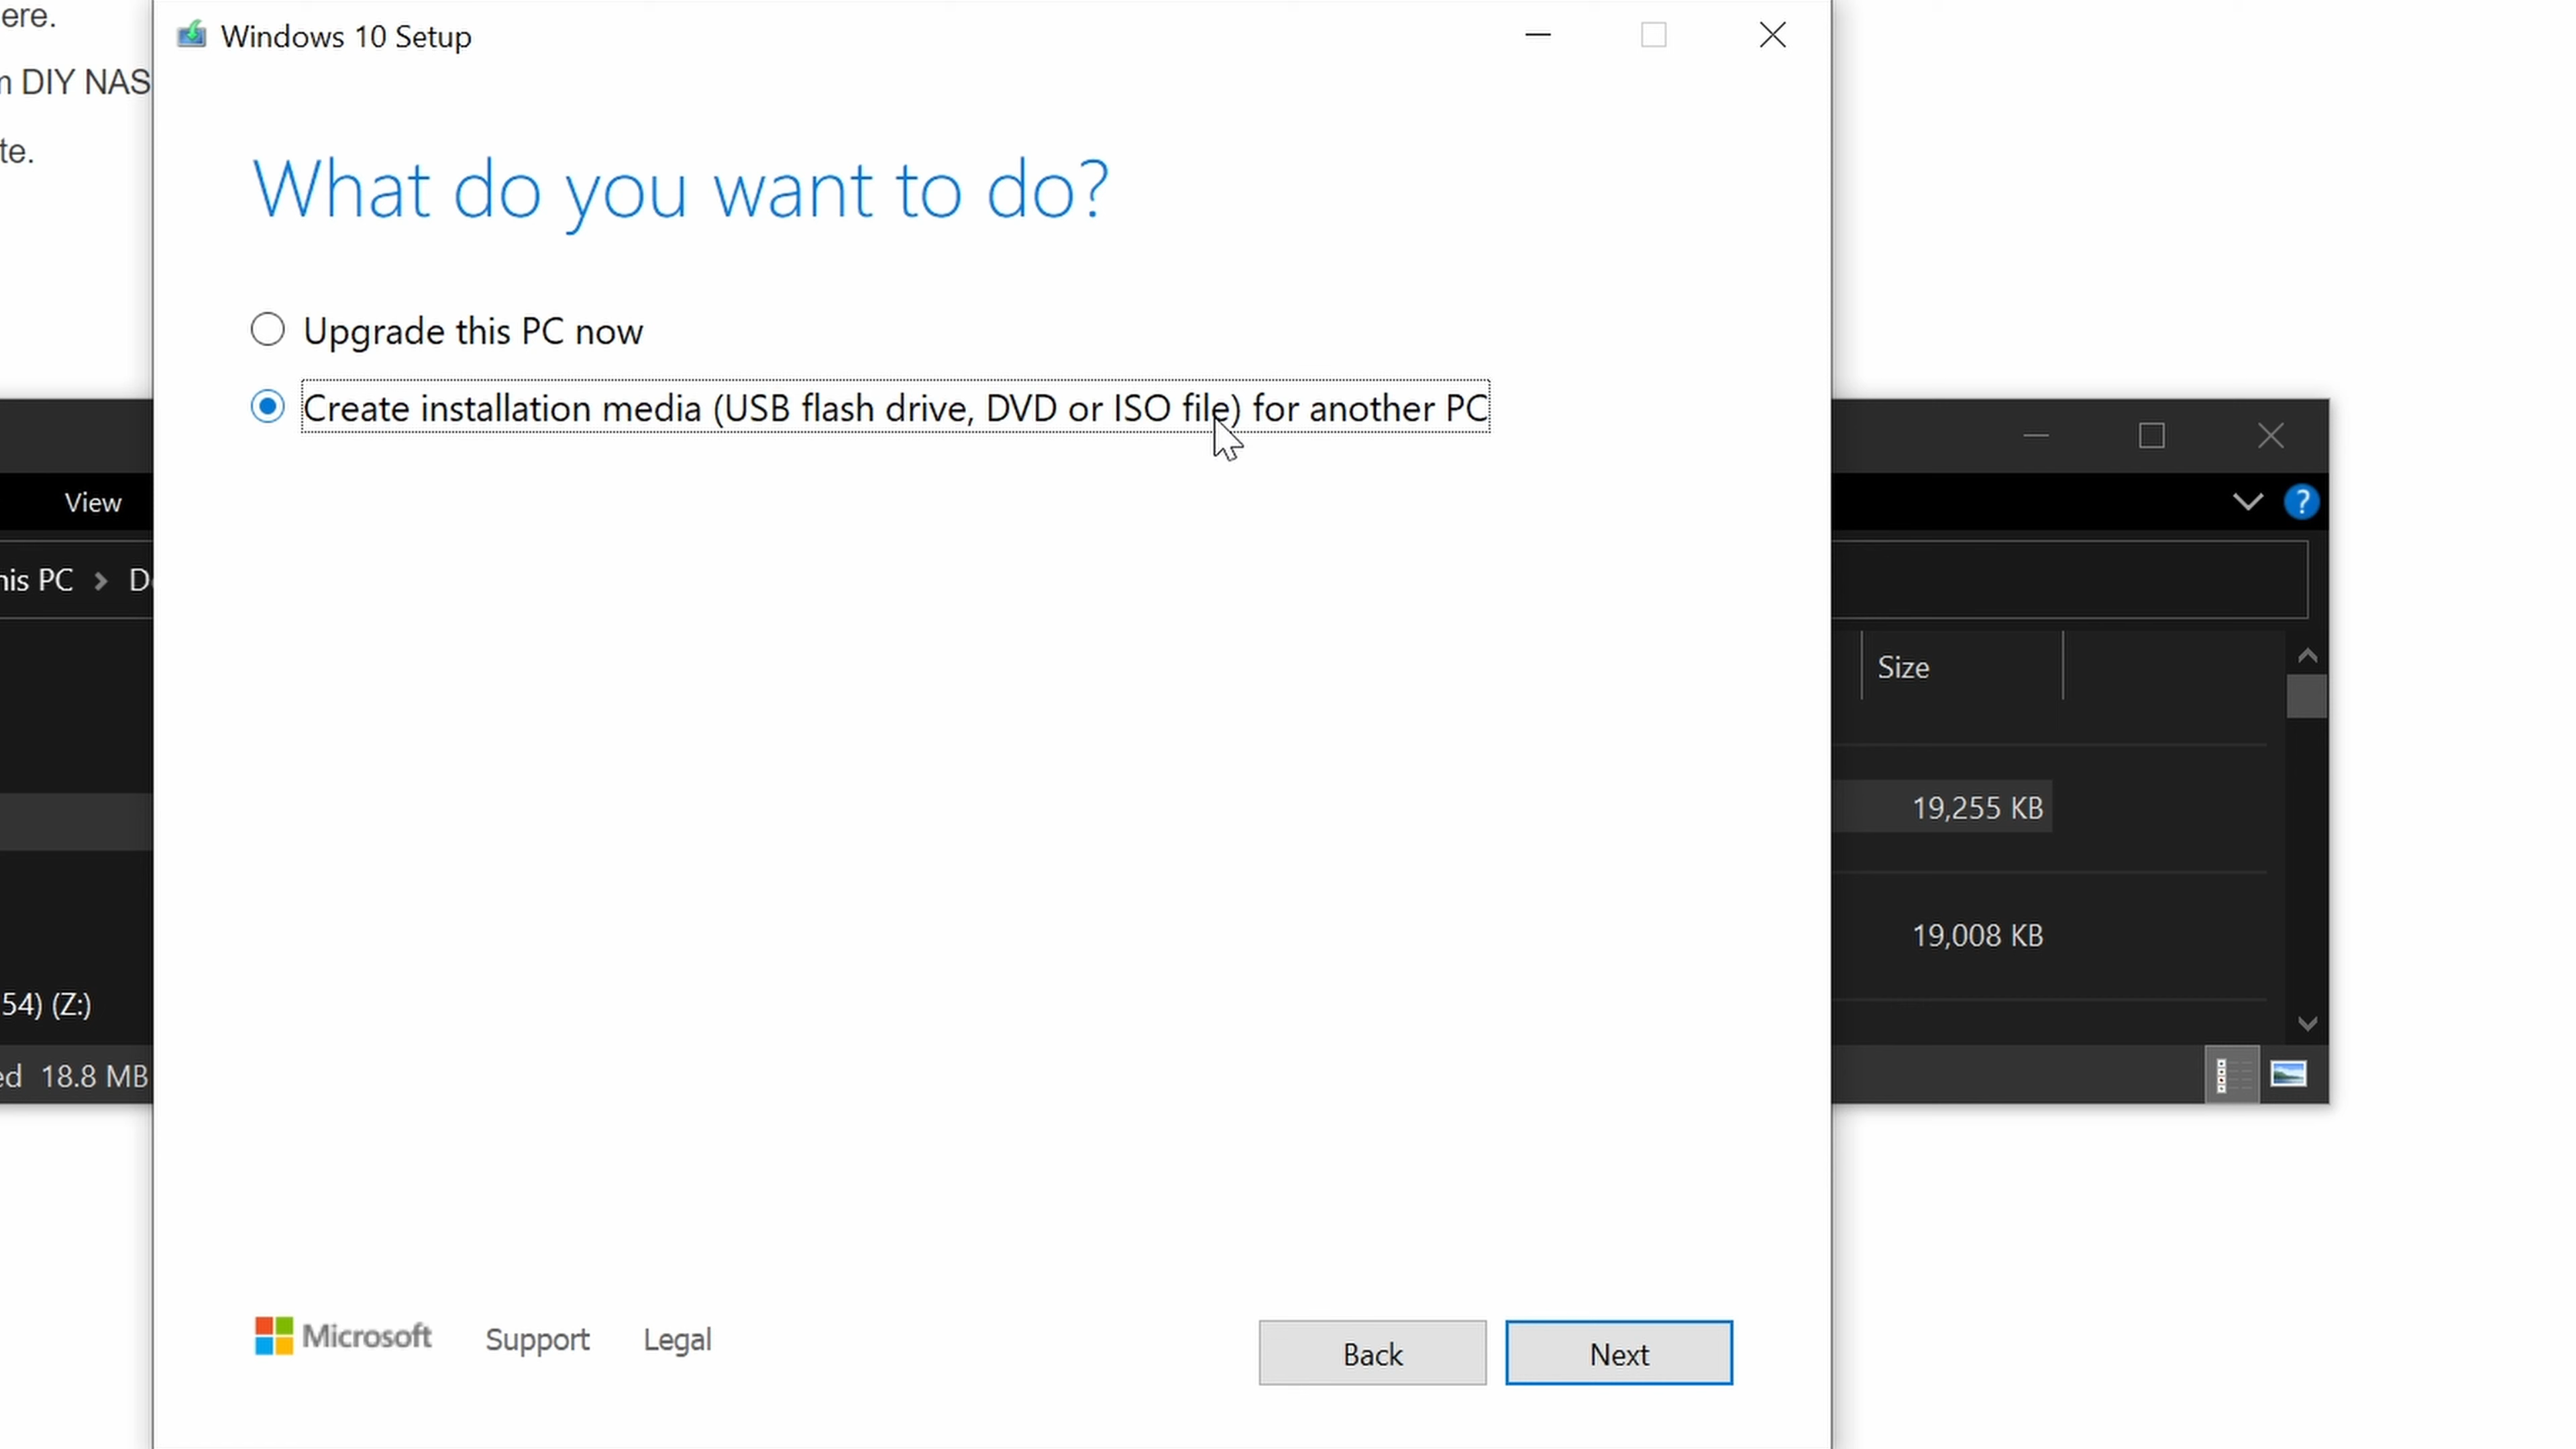 ere.
DIY NAS
te.
Windows 10 Setup
What do you want to do?
Upgrade this PC now
Create installation media (USB flash drive, DVD or ISO file) for another PC
View
his PC
Size
19,255 KB
19,008 KB
54) (Z:)
ed 18.8 MB
Microsoft
Support
Legal
Back
Next